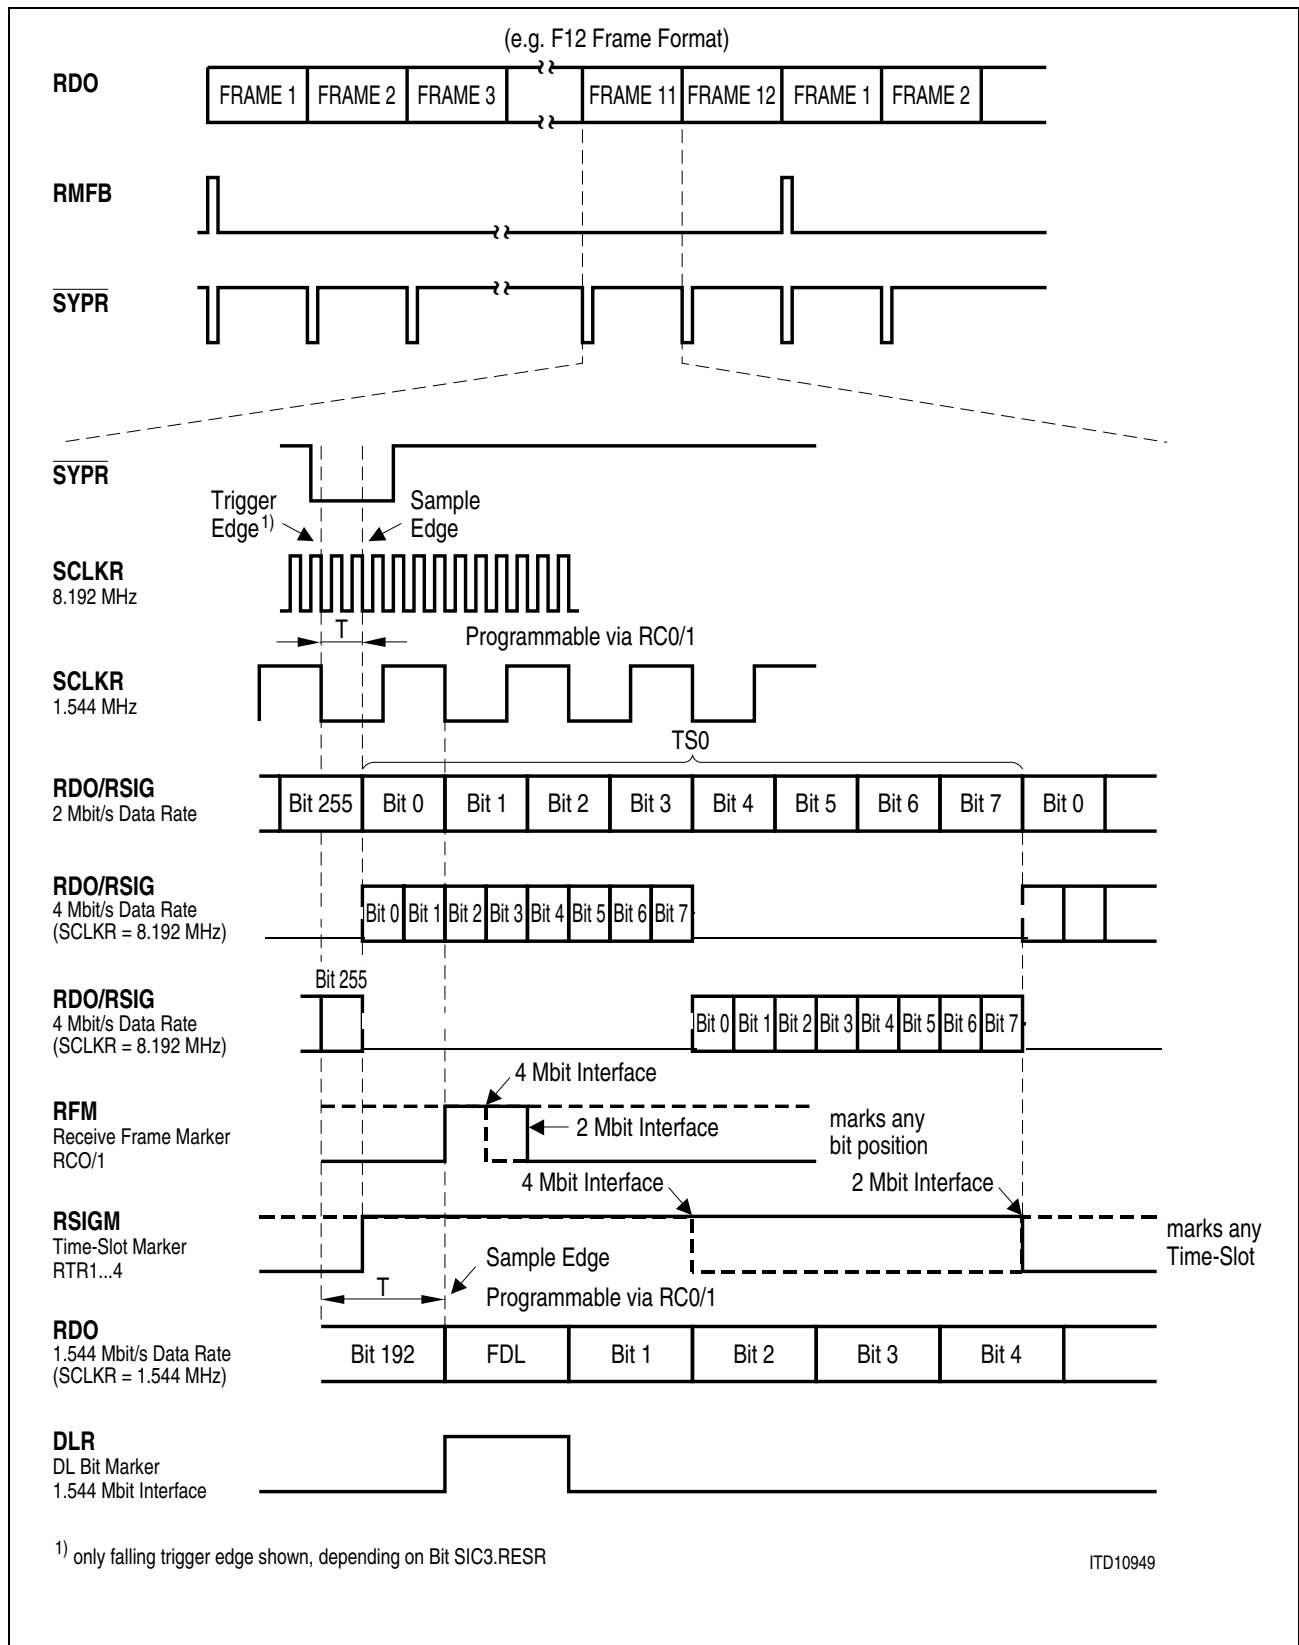 (e.g. F12 Frame Format)
RDO
FRAME 1 FRAME 2 FRAME 3 FRAME 11 FRAME 12 FRAME 1 FRAME 2
RMFB
SYPR
SYPR
Trigger
Edge 1)
Sample
Edge
SCLKR
8.192 MHz
T
Programmable via RC0/1
SCLKR
1.544 MHz
TS0
RDO/RSIG
2 Mbit/s Data Rate
Bit 255 Bit 0 Bit 1 Bit 2 Bit 3 Bit 4 Bit 5 Bit 6 Bit 7 Bit 0
RDO/RSIG
4 Mbit/s Data Rate
(SCLKR = 8.192 MHz)
Bit 0 Bit 1 Bit 2 Bit 3 Bit 4 Bit 5 Bit 6 Bit 7
Bit 255
RDO/RSIG
4 Mbit/s Data Rate
(SCLKR = 8.192 MHz)
Bit 0 Bit 1 Bit 2 Bit 3 Bit 4 Bit 5 Bit 6 Bit 7
4 Mbit Interface
RFM
Receive Frame Marker
RCO/1
2 Mbit Interface
marks any
bit position
4 Mbit Interface
2 Mbit Interface
RSIGM
Time-Slot Marker
RTR1...4
marks any
Time-Slot
T
Sample Edge
Programmable via RC0/1
RDO
1.544 Mbit/s Data Rate
(SCLKR = 1.544 MHz)
Bit 192 FDL Bit 1 Bit 2 Bit 3 Bit 4
DLR
DL Bit Marker
1.544 Mbit Interface
1) only falling trigger edge shown, depending on Bit SIC3.RESR
ITD10949